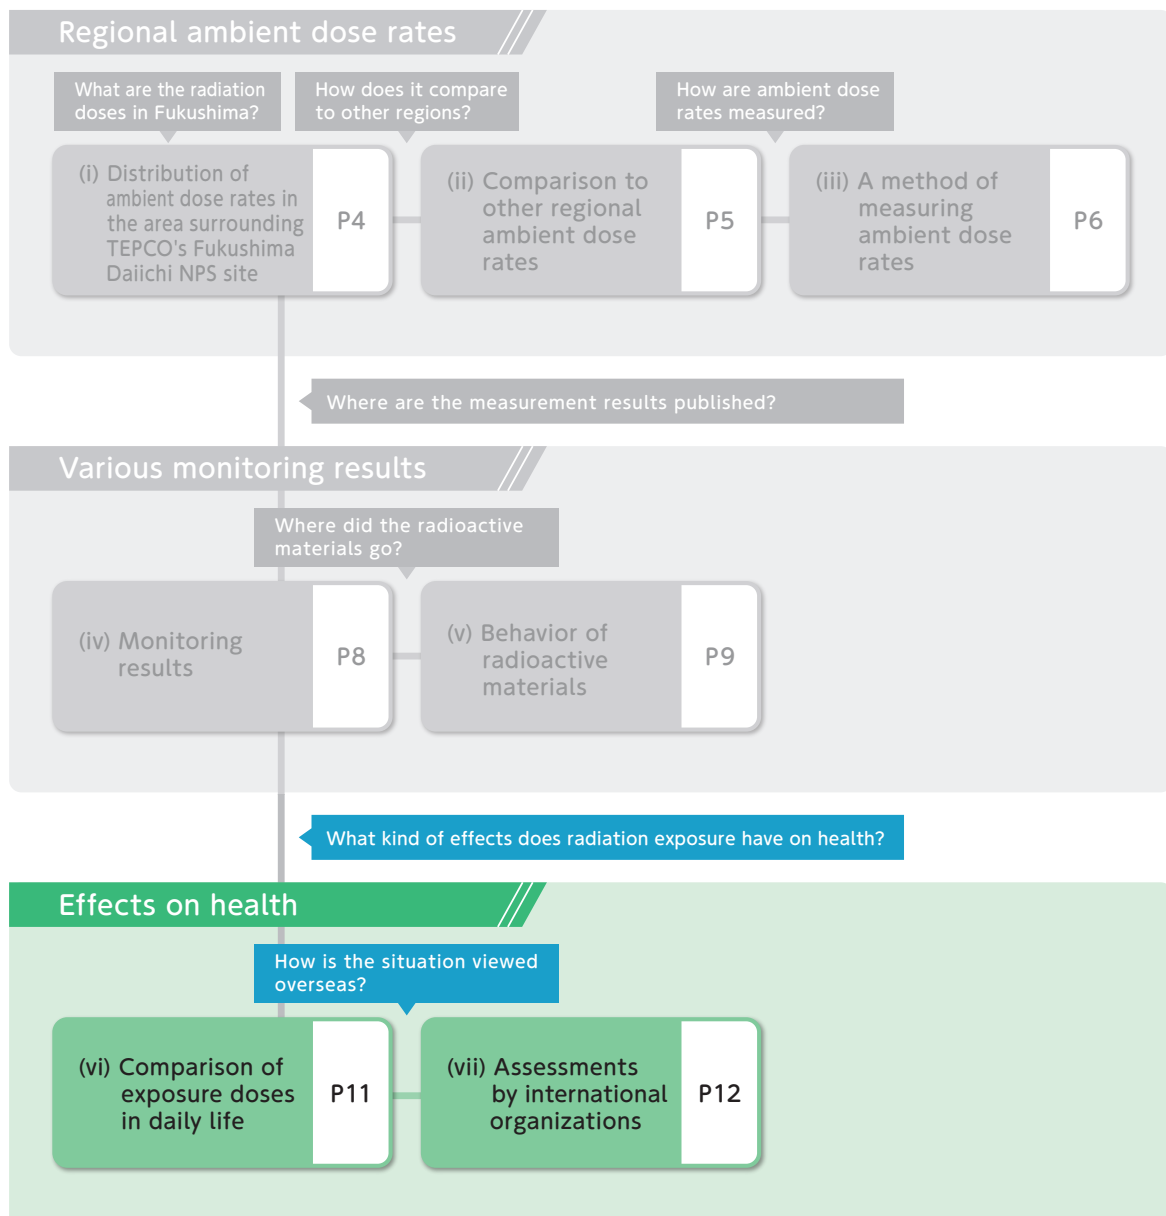 Regional ambient dose rates
What are the radiation
doses in Fukushima?
How does it compare
to other regions?
How are ambient dose
rates measured?
(i) Distribution of
ambient dose rates in
the area surrounding
TEPCO's Fukushima
Daiichi NPS site
P4
(ii) Comparison to
other regional
ambient dose
rates
P5
(iii) A method of
measuring
ambient dose
rates
P6
Where are the measurement results published?
Various monitoring results
Where did the radioactive
materials go?
(iv) Monitoring
results
P8
(v) Behavior of
radioactive
materials
P9
What kind of effects does radiation exposure have on health?
Effects on health
How is the situation viewed
overseas?
(vi) Comparison of
exposure doses
in daily life
P11
(vii) Assessments
by international
organizations
P12